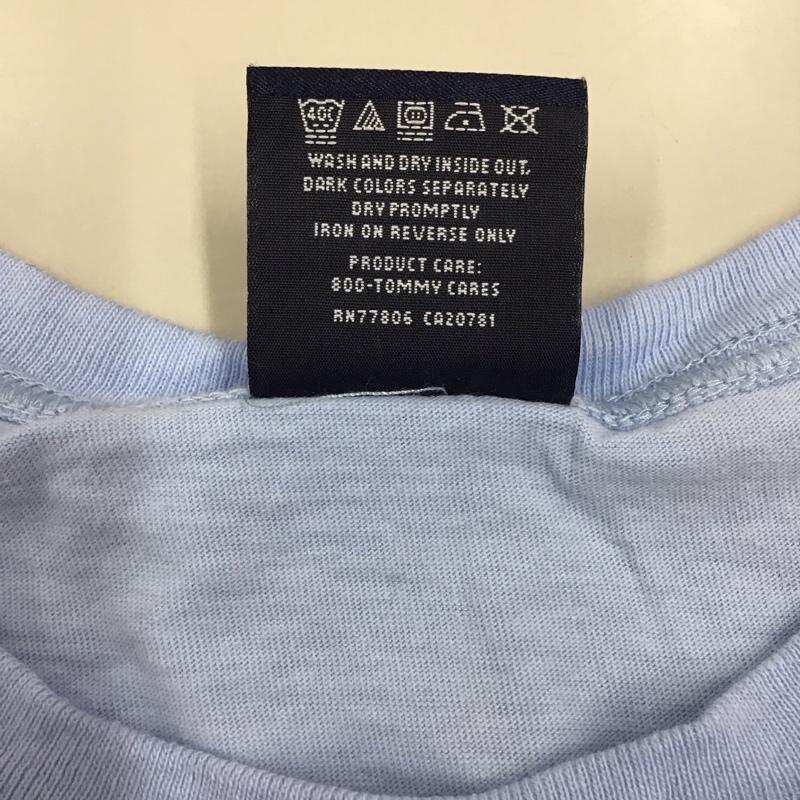 40C
WASH AND DRY INSIDE OUT,
DARK COLORS SEPARATELY
DRY PROMPTLY
IRON ON REVERSE ONLY
PRODUCT CARE:
800-TOMMY CARES
RN77806 CA20781